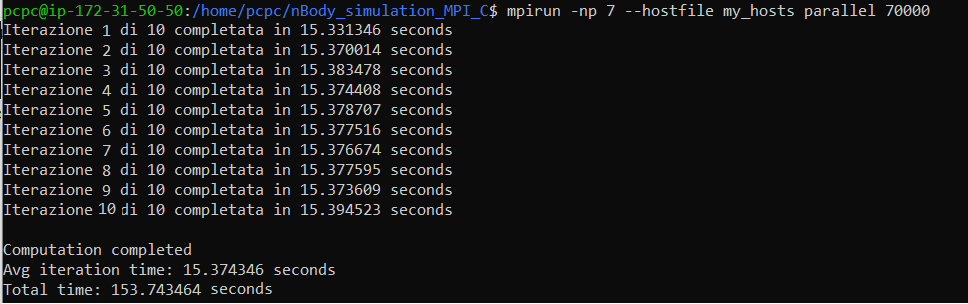 pcpc@ip-172-31-50-50:/home/pcpc/nBody_simulation_MPI_C$ mpirun -np 7 --hostfile my_hosts parallel 70000
Iterazione 1 di 10 completata in 15.331346 seconds
Iterazione 2 di 10 completata in 15.370014 seconds
Iterazione 3 di 10 completata in 15.383478 seconds
Iterazione 4 di 10 completata in 15.374408 seconds
Iterazione 5 di 10 completata in 15.378707 seconds
Iterazione 6 di 10 completata in 15.377516 seconds
Iterazione 7 di 10 completata in 15.376674 seconds
Iterazione 8 di 10 completata in 15.377595 seconds
Iterazione 9 di 10 completata in 15.373609 seconds
Iterazione 10 di 10 completata in 15.394523 seconds
Computation completed
Avg iteration time: 15.374346 seconds
Total time: 153.743464 seconds